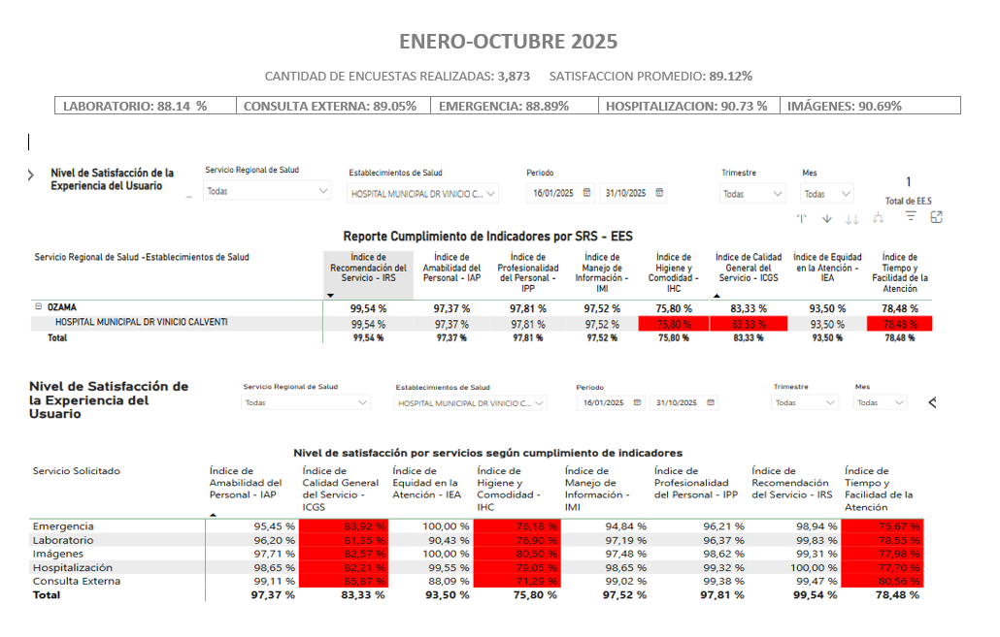 ENERO-OCTUBRE 2025
CANTIDAD DE ENCUESTAS REALIZADAS: 3,873 SATISFACCION PROMEDIO: 89.12%
LABORATORIO: 88.14 % CONSULTA EXTERNA: 89.05% EMERGENCIA: 88.89% HOSPITALIZACION: 90.73 % IMÁGENES: 90.69%
Nivel de Satisfacción de la
Experiencia del Usuario
Servicio Regional de Salud
Todas
Establecimientos de Salud
HOSPITAL MUNICIPAL DR VINICIO C...
Periodo
16/01/2025 31/10/2025
Trimestre
Todas
Mes
Todas
1
Total de EE.S
Reporte Cumplimiento de Indicadores por SRS - EES
Servicio Regional de Salud -Establecimientos de Salud
Índice de
Recomendación del
Servicio - IRS
Índice de
Amabilidad del
Personal - IAP
Índice de
Profesionalidad
del Personal -
IPP
Índice de
Manejo de
Información -
IMI
Índice de
Higiene y
Comodidad -
IHC
Índice de Calidad
General del
Servicio - ICGS
Índice de Equidad
en la Atención -
IEA
Índice de
Tiempo y
Facilidad de la
Atención
OZAMA 99,54 % 97,37 % 97,81 % 97,52 % 75,80 % 83,33 % 93,50 % 78,48 %
HOSPITAL MUNICIPAL DR VINICIO CALVENTI 99,54 % 97,37 % 97,81 % 97,52 % 75,80 % 83,33 % 93,50 % 78,48 %
Total 99,54 % 97,37 % 97,81 % 97,52 % 75,80 % 83,33 % 93,50 % 78,48 %
Nivel de Satisfacción de
la Experiencia del
Usuario
Servicio Regional de Salud
Todas
Establecimientos de Salud
HOSPITAL MUNICIPAL DR VINICIO C...
Periodo
16/01/2025 31/10/2025
Trimestre
Todas
Mes
Todas
Nivel de satisfacción por servicios según cumplimiento de indicadores
Servicio Solicitado
Índice de
Amabilidad del
Personal - IAP
Índice de
Calidad General
del Servicio -
ICGS
Índice de
Equidad en la
Atención - IEA
Índice de
Higiene y
Comodidad -
IHC
Índice de
Manejo de
Información -
IMI
Índice de
Profesionalidad
del Personal - IPP
Índice de
Recomendación
del Servicio - IRS
Índice de
Tiempo y
Facilidad de la
Atención
Emergencia 95,45 % 83,92 % 100,00 % 76,18 % 94,84 % 96,21 % 98,94 % 75,67 %
Laboratorio 96,20 % 81,35 % 90,43 % 76,90 % 97,19 % 96,37 % 99,83 % 78,55 %
Imágenes 97,71 % 82,57 % 100,00 % 80,50 % 97,48 % 98,62 % 99,31 % 77,98 %
Hospitalización 98,65 % 82,21 % 99,55 % 79,05 % 98,65 % 99,32 % 100,00 % 77,70 %
Consulta Externa 99,11 % 85,87 % 88,09 % 71,29 % 99,02 % 99,38 % 99,47 % 80,56 %
Total 97,37 % 83,33 % 93,50 % 75,80 % 97,52 % 97,81 % 99,54 % 78,48 %